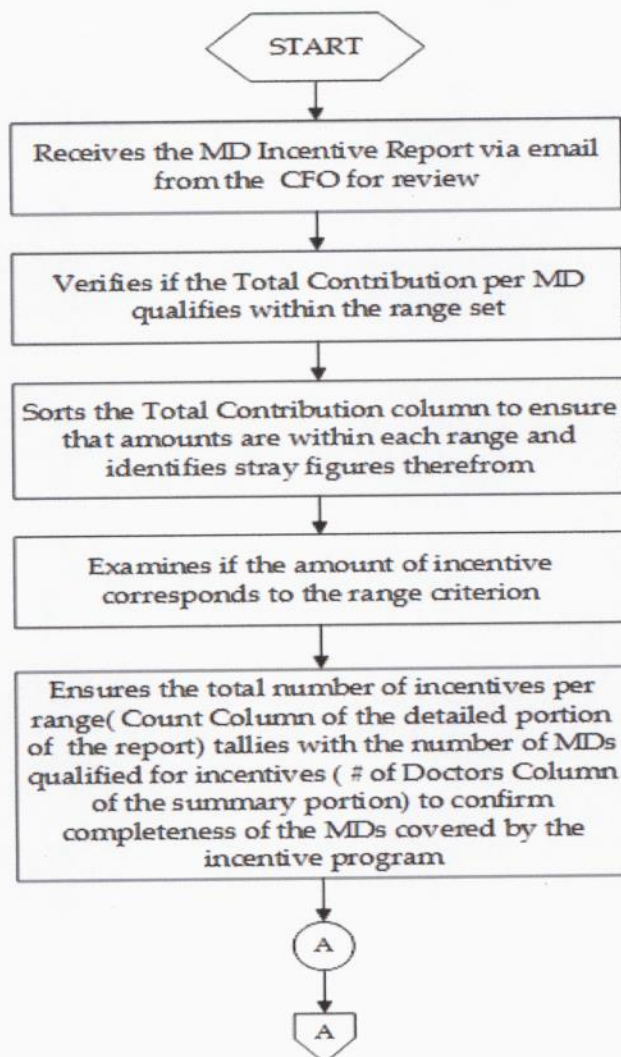 START
Receives the MD Incentive Report via email
from the CFO for review
Verifies if the Total Contribution per MD
qualifies within the range set
Sorts the Total Contribution column to ensure
that amounts are within each range and
identifies stray figures therefrom
Examines if the amount of incentive
corresponds to the range criterion
Ensures the total number of incentives per
range( Count Column of the detailed portion
of the report) tallies with the number of MDs
qualified for incentives ( # of Doctors Column
of the summary portion) to confirm
completeness of the MDs covered by the
incentive program
A
A